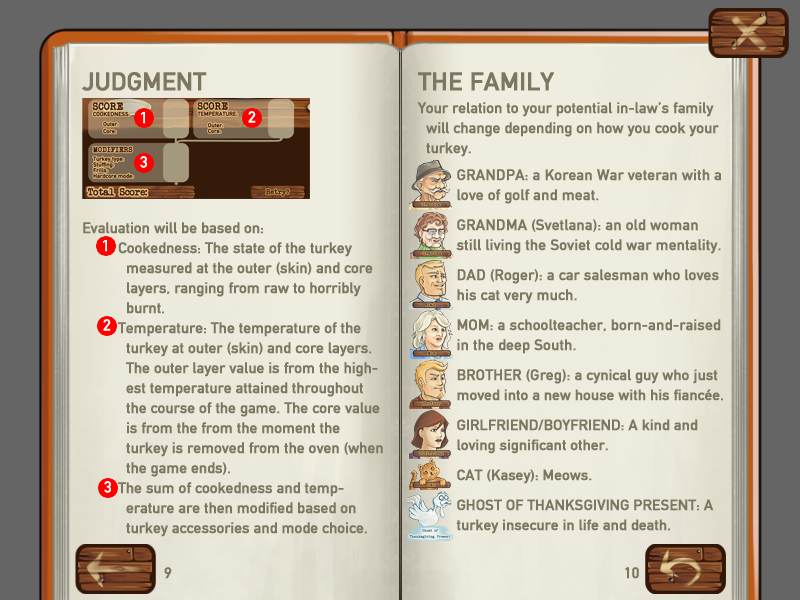 JUDGMENT
SCORE
COOKEDNESS
Outer:
Core:
1
SCORE
TEMPERATURE.
Outer:
Core:
2
MODIFIERS
Turkey type:
Stuffing:
Frills:
Hardcore mode:
3
Total Score:
Retry?
Evaluation will be based on:
1 Cookedness: The state of the turkey
measured at the outer (skin) and core
layers, ranging from raw to horribly
burnt.
2 Temperature: The temperature of the
turkey at outer (skin) and core layers.
The outer layer value is from the high-
est temperature attained throughout
the course of the game. The core value
is from the from the moment the
turkey is removed from the oven (when
the game ends).
3 The sum of cookedness and temp-
erature are then modified based on
turkey accessories and mode choice.
9
THE FAMILY
Your relation to your potential in-law's family
will change depending on how you cook your
turkey.
GRANDPA: a Korean War veteran with a
love of golf and meat.
GRANDMA (Svetlana): an old woman
still living the Soviet cold war mentality.
DAD (Roger): a car salesman who loves
his cat very much.
MOM: a schoolteacher, born-and-raised
in the deep South.
BROTHER (Greg): a cynical guy who just
moved into a new house with his fiancée.
GIRLFRIEND/BOYFRIEND: A kind and
loving significant other.
CAT (Kasey): Meows.
GHOST OF THANKSGIVING PRESENT: A
turkey insecure in life and death.
Ghost of
Thanksgiving Present
10